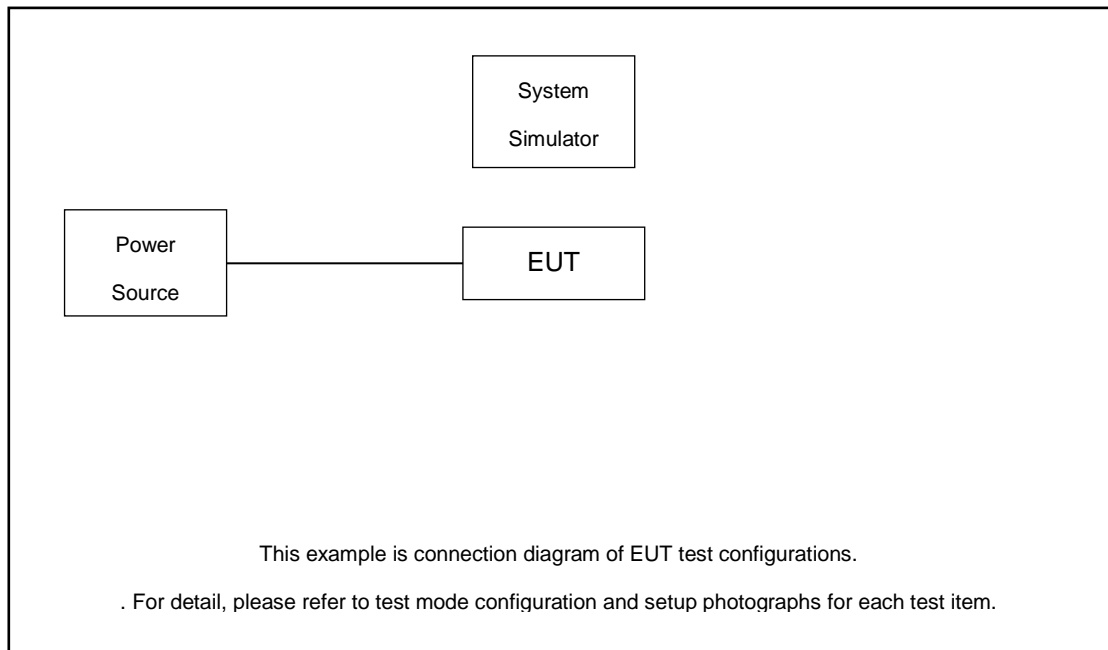 System
Simulator
Power
Source
EUT
This example is connection diagram of EUT test configurations.
. For detail, please refer to test mode configuration and setup photographs for each test item.